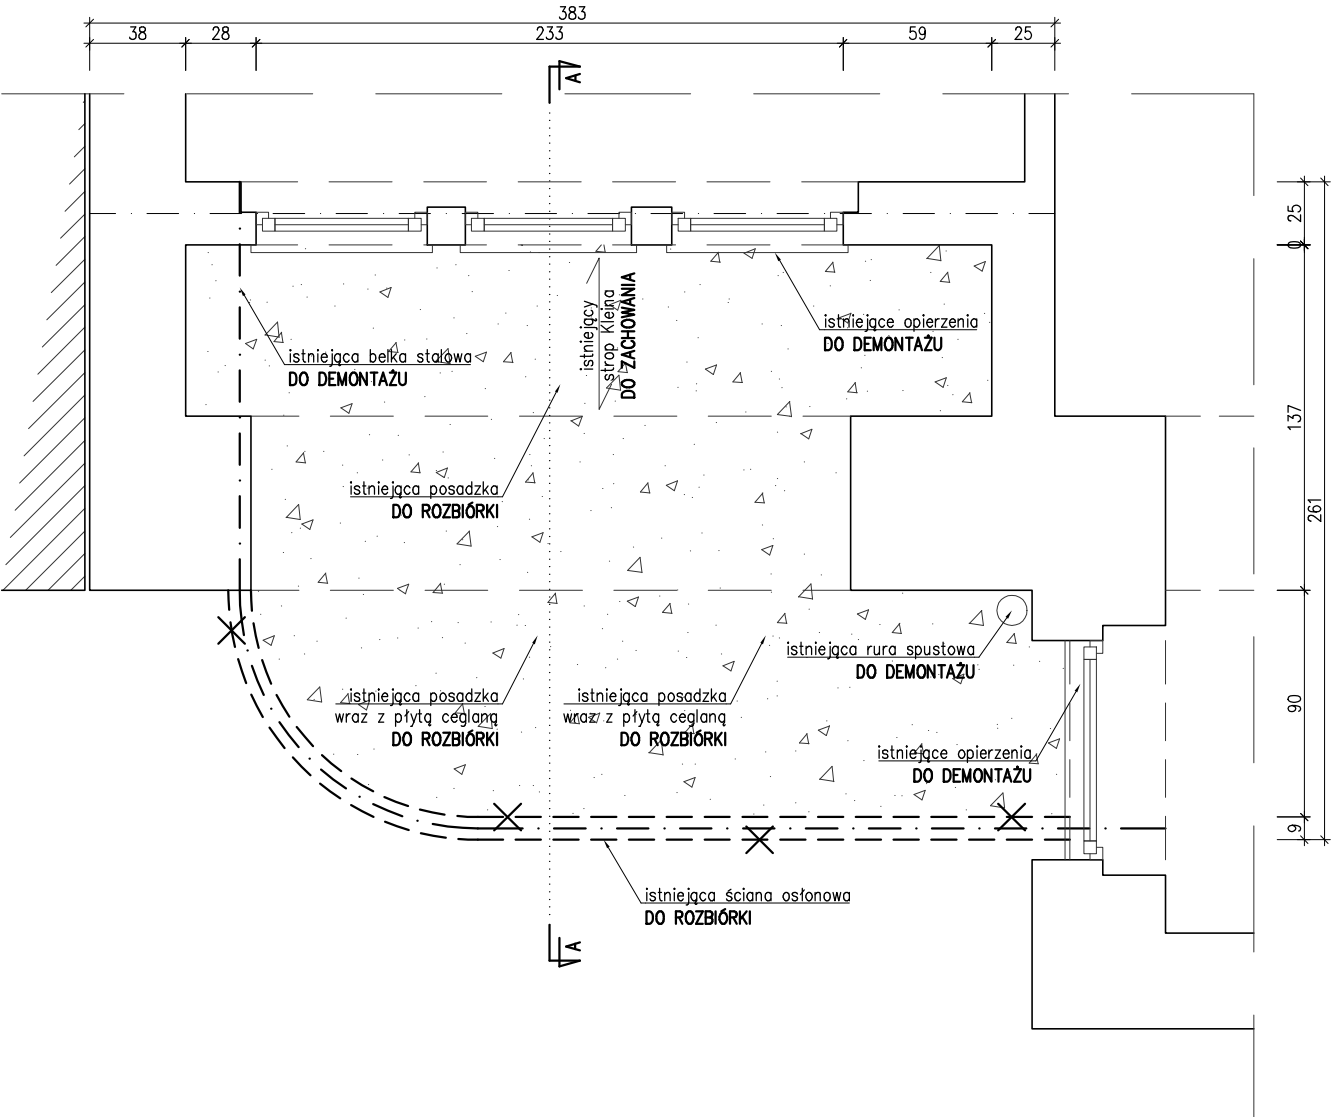 383
38
28
233
59
25
A
25
0
istniejący
strop Kleina
DO ZACHOWANIA
istniejące opierzenia
DO DEMONTAŻU
istniejąca belka stalowa
DO DEMONTAŻU
137
261
istniejąca posadzka
DO ROZBIÓRKI
istniejąca rura spustowa
DO DEMONTAŻU
istniejąca posadzka
wraz z płytą ceglaną
DO ROZBIÓRKI
istniejąca posadzka
wraz z płytą ceglaną
DO ROZBIÓRKI
90
istniejące opierzenia
DO DEMONTAŻU
9
istniejąca ściana osłonowa
DO ROZBIÓRKI
A